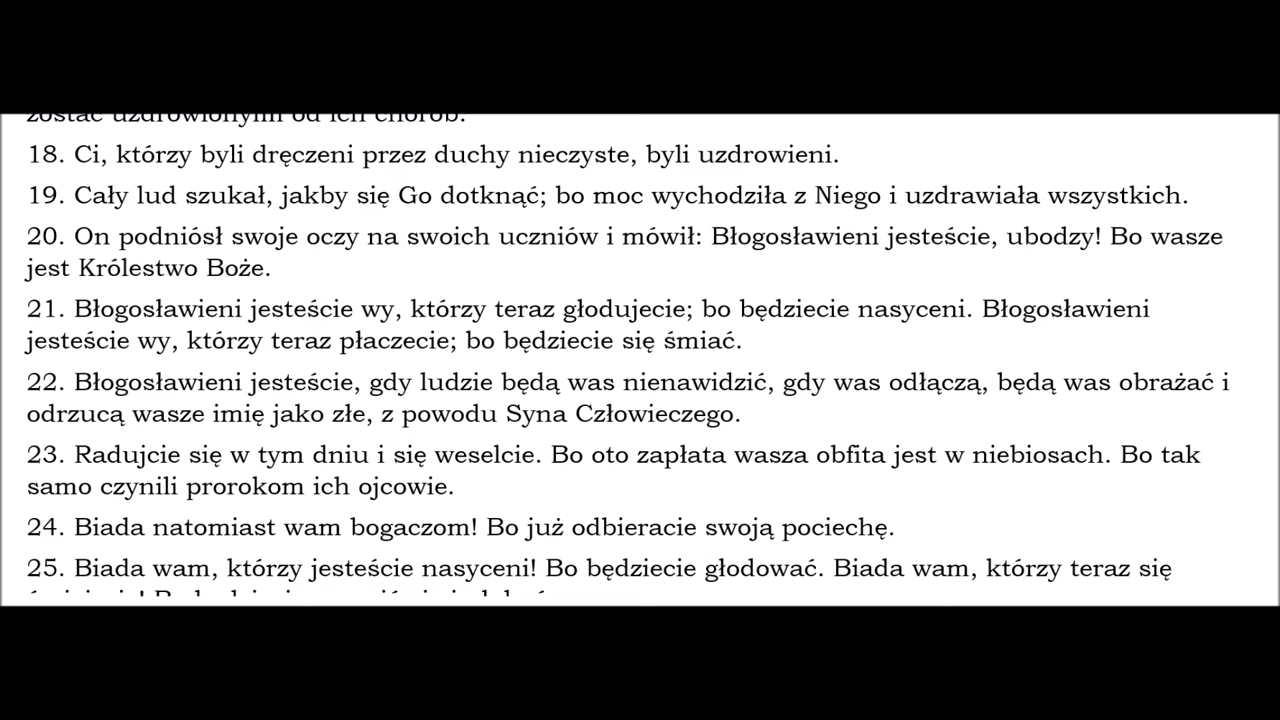 zostać uzdrowionymi od ich chorób.
18. Ci, którzy byli dręczeni przez duchy nieczyste, byli uzdrowieni.
19. Cały lud szukał, jakby się Go dotknąć; bo moc wychodziła z Niego i uzdrawiała wszystkich.
20. On podniósł swoje oczy na swoich uczniów i mówił: Błogosławieni jesteście, ubodzy! Bo wasze
jest Królestwo Boże.
21. Błogosławieni jesteście wy, którzy teraz głodujecie; bo będziecie nasyceni. Błogosławieni
jesteście wy, którzy teraz płaczecie; bo będziecie się śmiać.
22. Błogosławieni jesteście, gdy ludzie będą was nienawidzić, gdy was odłączą, będą was obrażać i
odrzucą wasze imię jako złe, z powodu Syna Człowieczego.
23. Radujcie się w tym dniu i się weselcie. Bo oto zapłata wasza obfita jest w niebiosach. Bo tak
samo czynili prorokom ich ojcowie.
24. Biada natomiast wam bogaczom! Bo już odbieracie swoją pociechę.
25. Biada wam, którzy jesteście nasyceni! Bo będziecie głodować. Biada wam, którzy teraz się